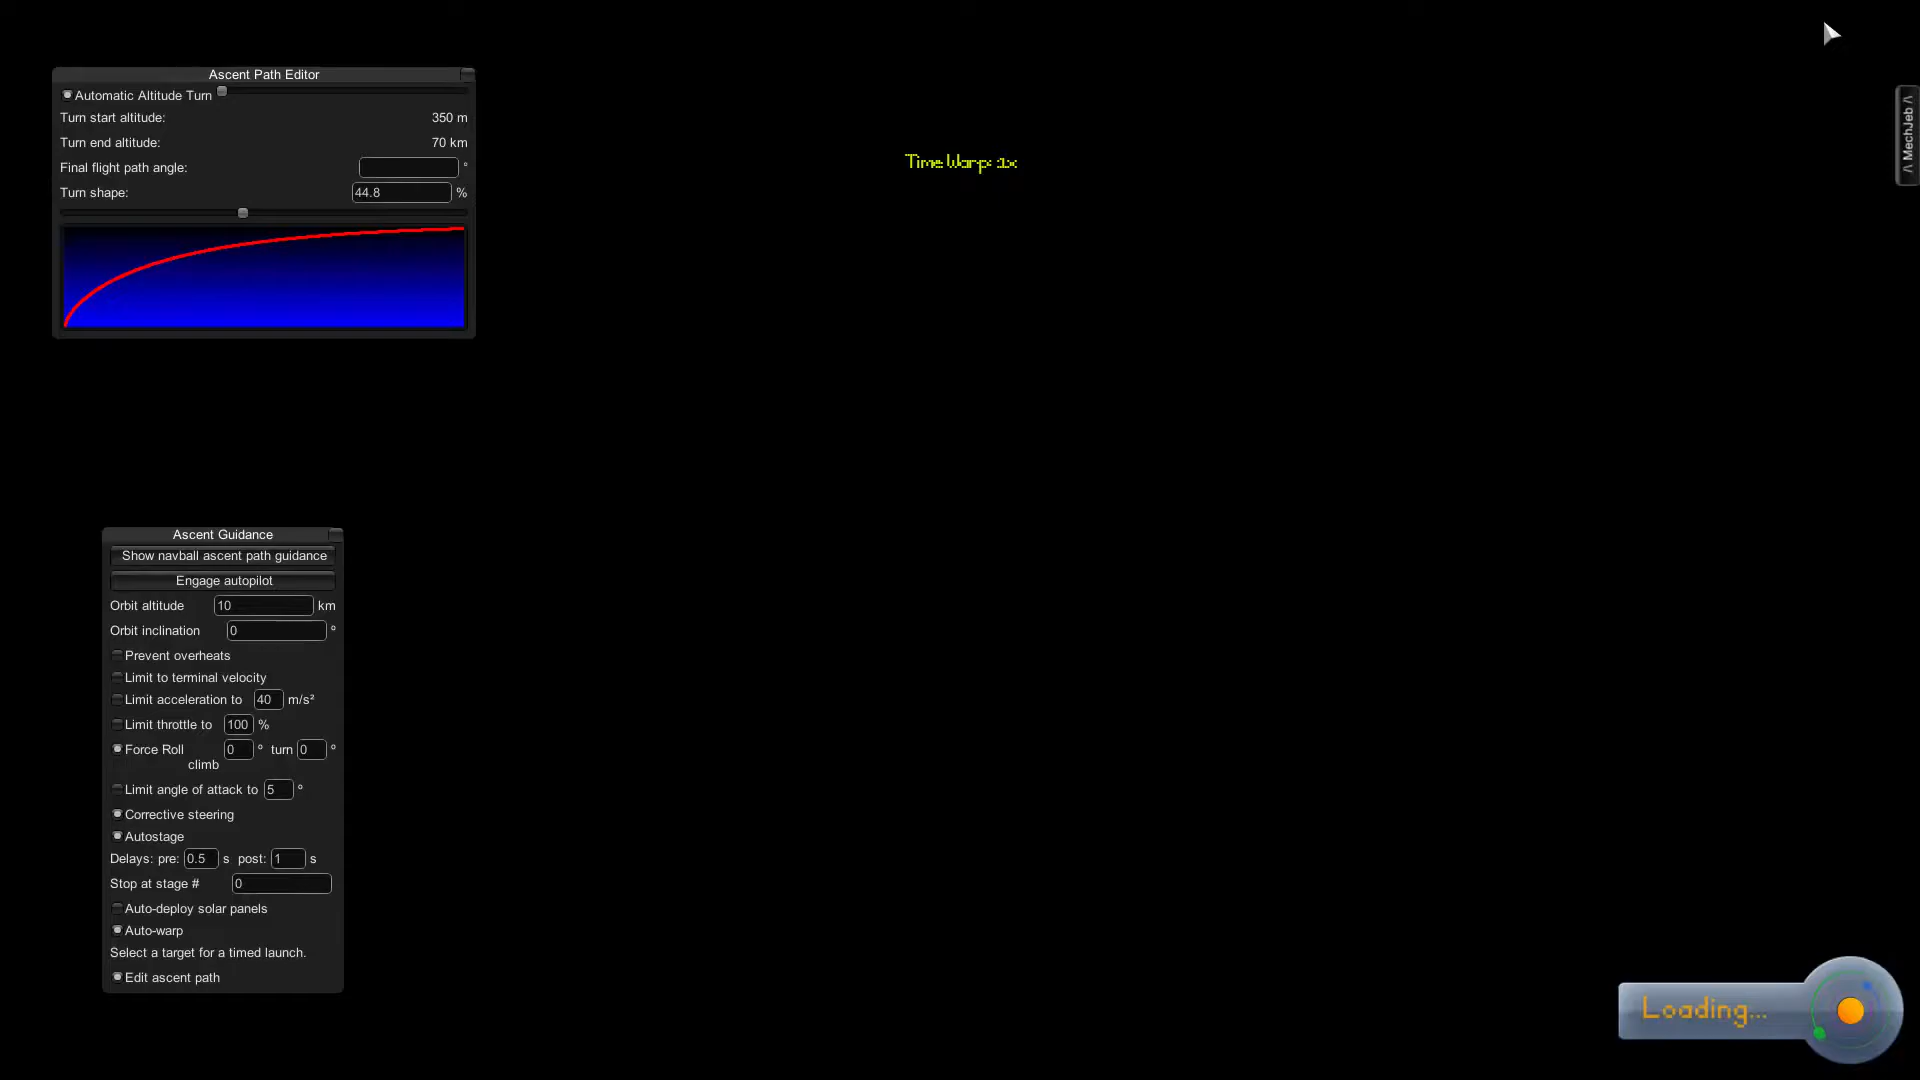 Ascent Path Editor
Automatic Altitude Turn
Turn start altitude: 350 m
Turn end altitude: 70 km
Final flight path angle: °
Turn shape: 44.8 %
Time Warp: 1x
/\ MechJeb /\
Ascent Guidance
Show navball ascent path guidance
Engage autopilot
Orbit altitude 10 km
Orbit inclination 0 º
Prevent overheats
Limit to terminal velocity
Limit acceleration to 40 m/s²
Limit throttle to 100 %
Force Roll 0 º turn 0 º
climb
Limit angle of attack to 5 º
Corrective steering
Autostage
Delays: pre: 0.5 s post: 1 s
Stop at stage # 0
Auto-deploy solar panels
Auto-warp
Select a target for a timed launch.
Edit ascent path
Loading...